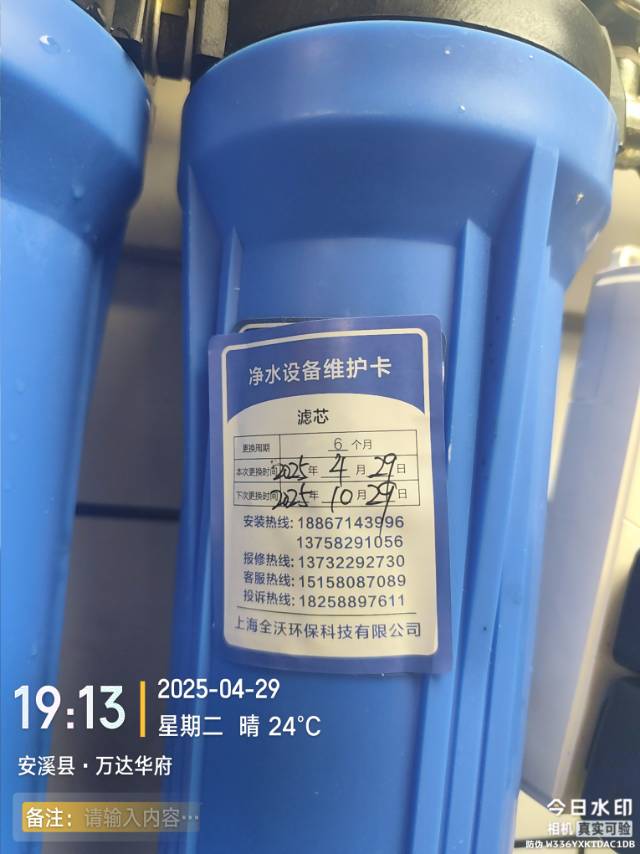 净水设备维护卡
滤芯
更换周期 6 个月
本次更换时间 2025 年 4 月 29 日
下次更换时间 2025 年 10 月 29 日
安装热线: 18867143996
13758291056
报修热线: 13732292730
客服热线: 15158087089
投诉热线: 18258897611
上海全沃环保科技有限公司
19:13
2025-04-29
星期二 晴 24°C
安溪县·万达华府
备注: 请输入内容…
今日水印
相机 真实可验
防伪 W336YXKTDAC1DB